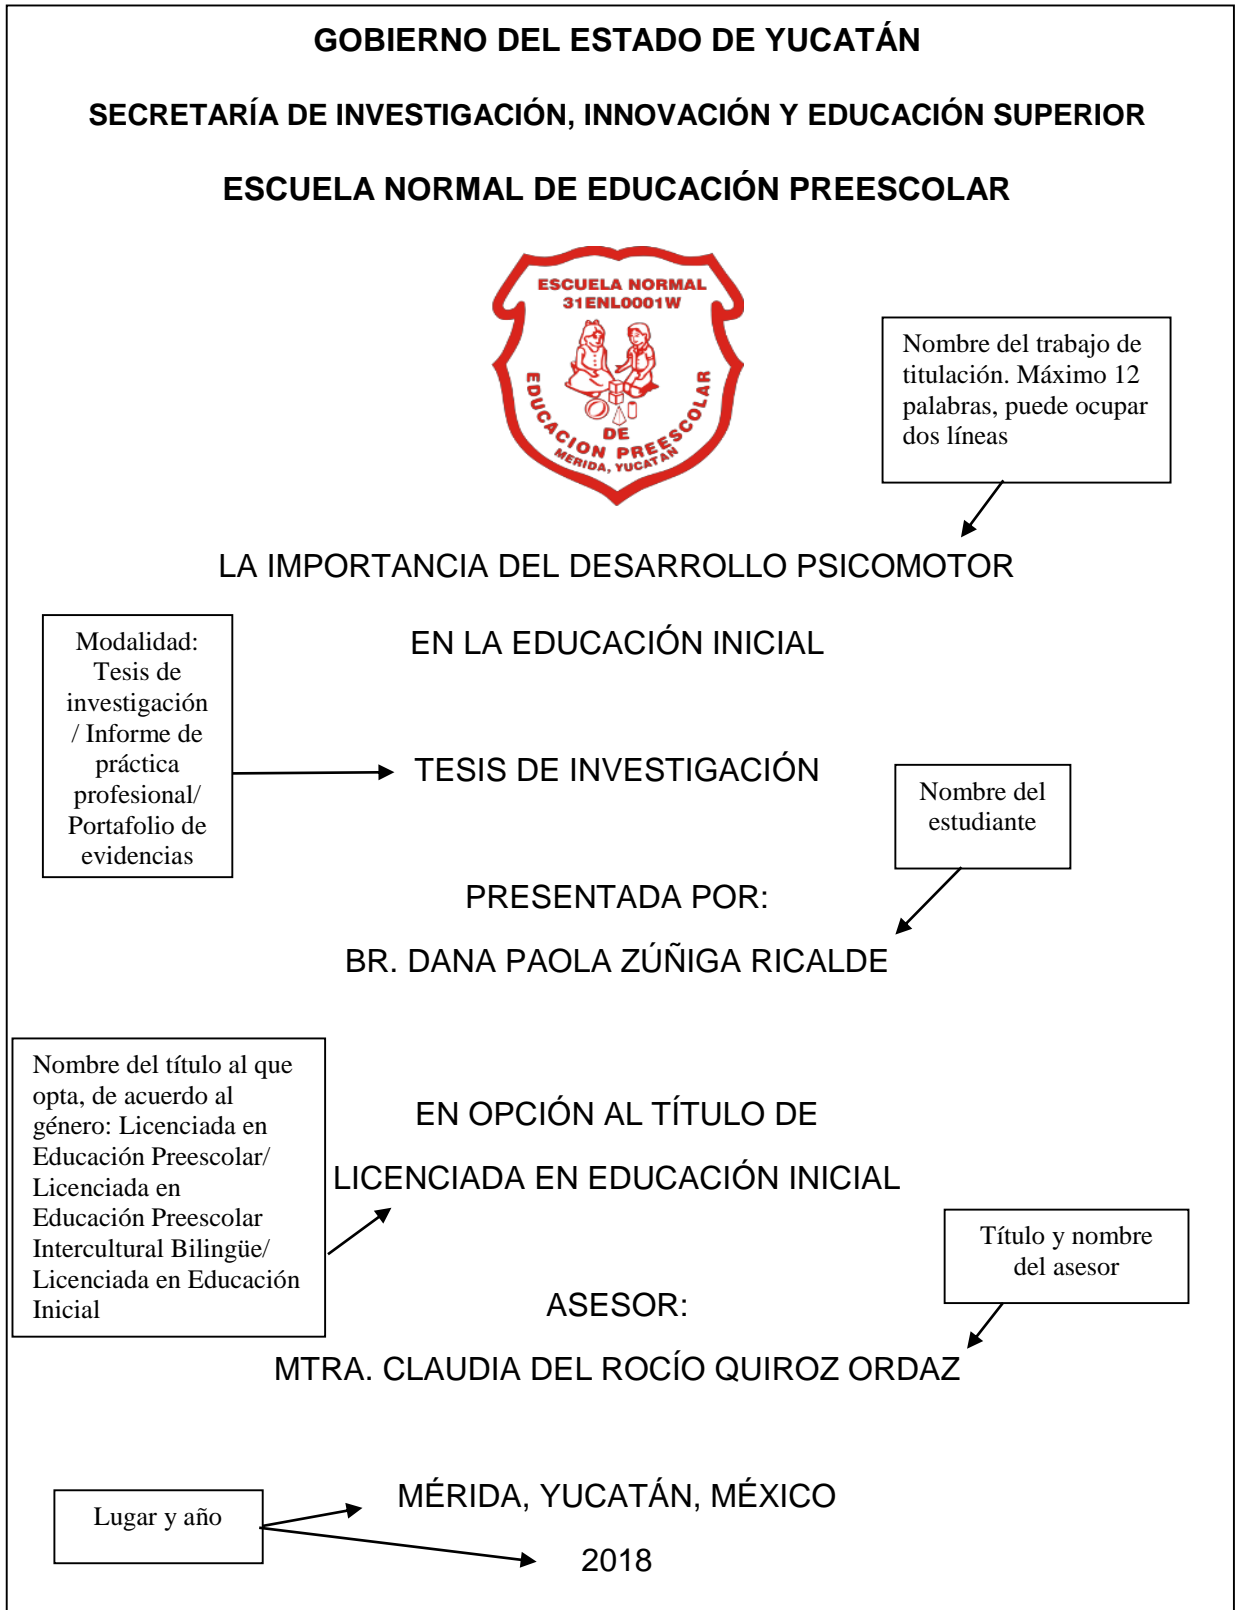 GOBIERNO DEL ESTADO DE YUCATÁN
SECRETARÍA DE INVESTIGACIÓN, INNOVACIÓN Y EDUCACIÓN SUPERIOR
ESCUELA NORMAL DE EDUCACIÓN PREESCOLAR
ESCUELA NORMAL
31ENL0001W
DE
EDUCACION PREESCOLAR
MERIDA, YUCATAN
Nombre del trabajo de
titulación. Máximo 12
palabras, puede ocupar
dos líneas
LA IMPORTANCIA DEL DESARROLLO PSICOMOTOR
EN LA EDUCACIÓN INICIAL
Modalidad:
Tesis de
investigación
/ Informe de
práctica
profesional/
Portafolio de
evidencias
TESIS DE INVESTIGACIÓN
Nombre del
estudiante
PRESENTADA POR:
BR. DANA PAOLA ZÚÑIGA RICALDE
Nombre del título al que
opta, de acuerdo al
género: Licenciada en
Educación Preescolar/
Licenciada en
Educación Preescolar
Intercultural Bilingüe/
Licenciada en Educación
Inicial
EN OPCIÓN AL TÍTULO DE
LICENCIADA EN EDUCACIÓN INICIAL
Título y nombre
del asesor
ASESOR:
MTRA. CLAUDIA DEL ROCÍO QUIROZ ORDAZ
Lugar y año
MÉRIDA, YUCATÁN, MÉXICO
2018